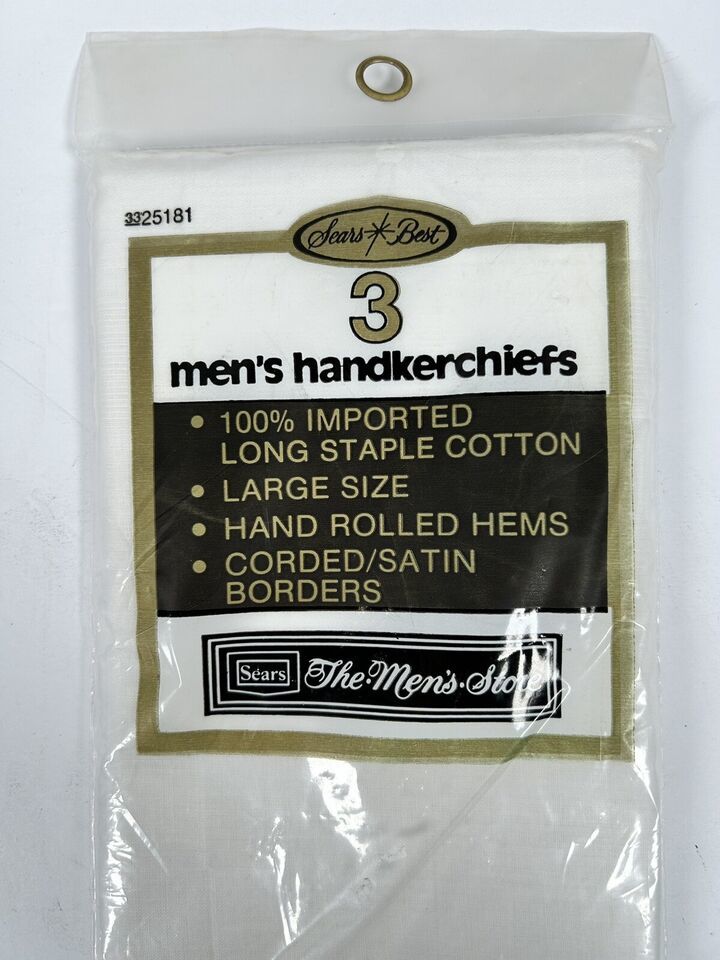 3325181
Sears Best
3
men's handkerchiefs
• 100% IMPORTED
LONG STAPLE COTTON
• LARGE SIZE
• HAND ROLLED HEMS
• CORDED/SATIN
BORDERS
Sears The•Men's•Store